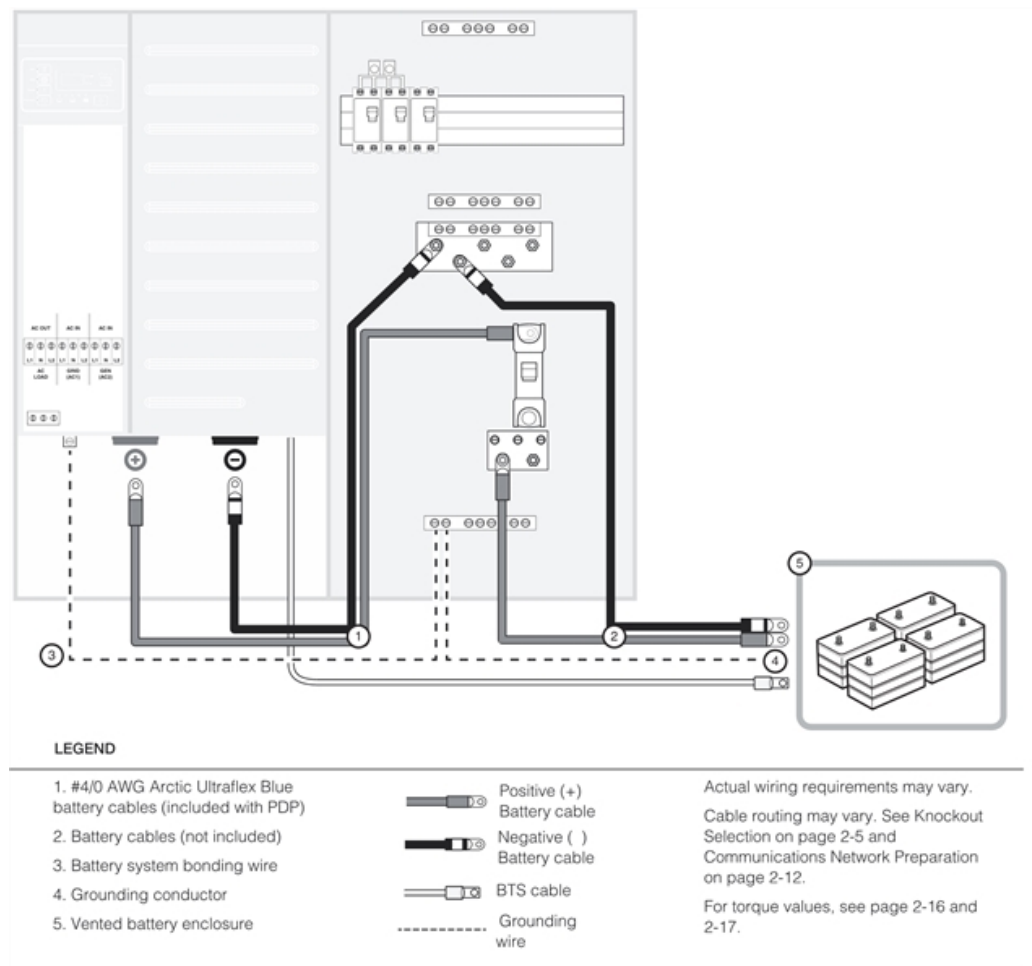 AC OUT AC IN AC IN
L1 N L2 L1 N L2 L1 N L2
AC LOAD
GRID (AC1)
GEN (AC2)
+
−
5
1
2
3
4
LEGEND
1. #4/0 AWG Arctic Ultraflex Blue
battery cables (included with PDP)
2. Battery cables (not included)
3. Battery system bonding wire
4. Grounding conductor
5. Vented battery enclosure
Positive (+)
Battery cable
Negative ( )
Battery cable
BTS cable
Grounding
wire
Actual wiring requirements may vary.
Cable routing may vary. See Knockout
Selection on page 2-5 and
Communications Network Preparation
on page 2-12.
For torque values, see page 2-16 and
2-17.